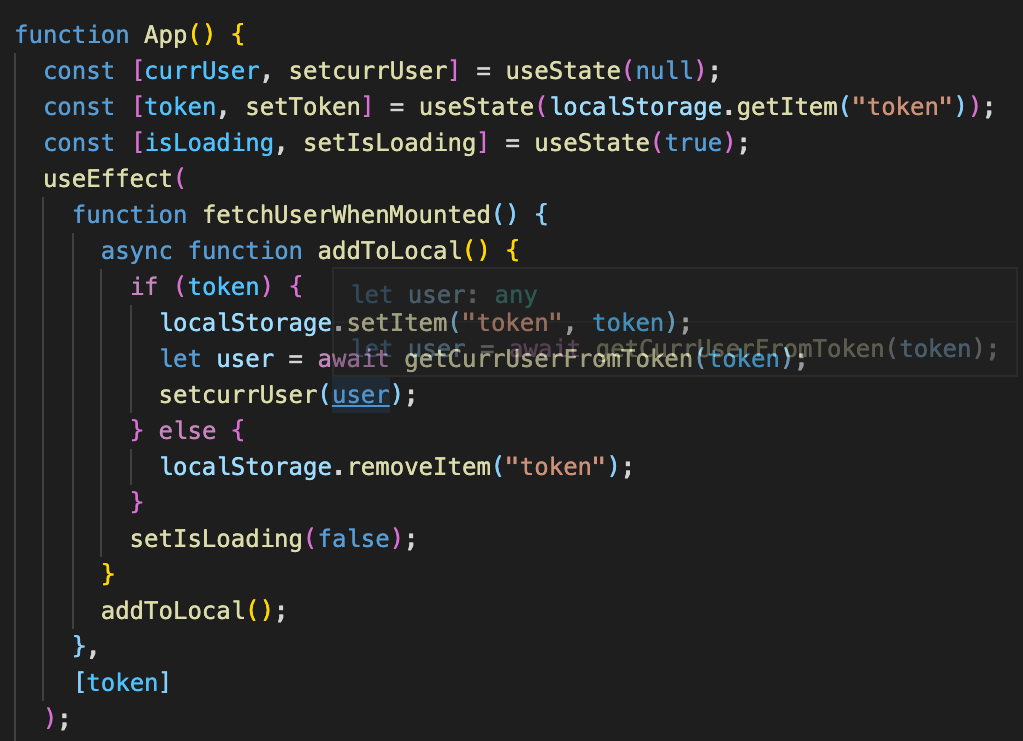 function App() {
const [currUser, setcurrUser] = useState(null);
const [token, setToken] = useState(localStorage.getItem("token"));
const [isLoading, setIsLoading] = useState(true);
useEffect(
function fetchUserWhenMounted() {
async function addToLocal() {
if (token) {
let user: any
localStorage.setItem("token", token);
let user = await getCurrUserFromToken(token);
let user = await getCurrUserFromToken(token);
setcurrUser(user);
} else {
localStorage.removeItem("token");
}
setIsLoading(false);
}
addToLocal();
},
[token]
);